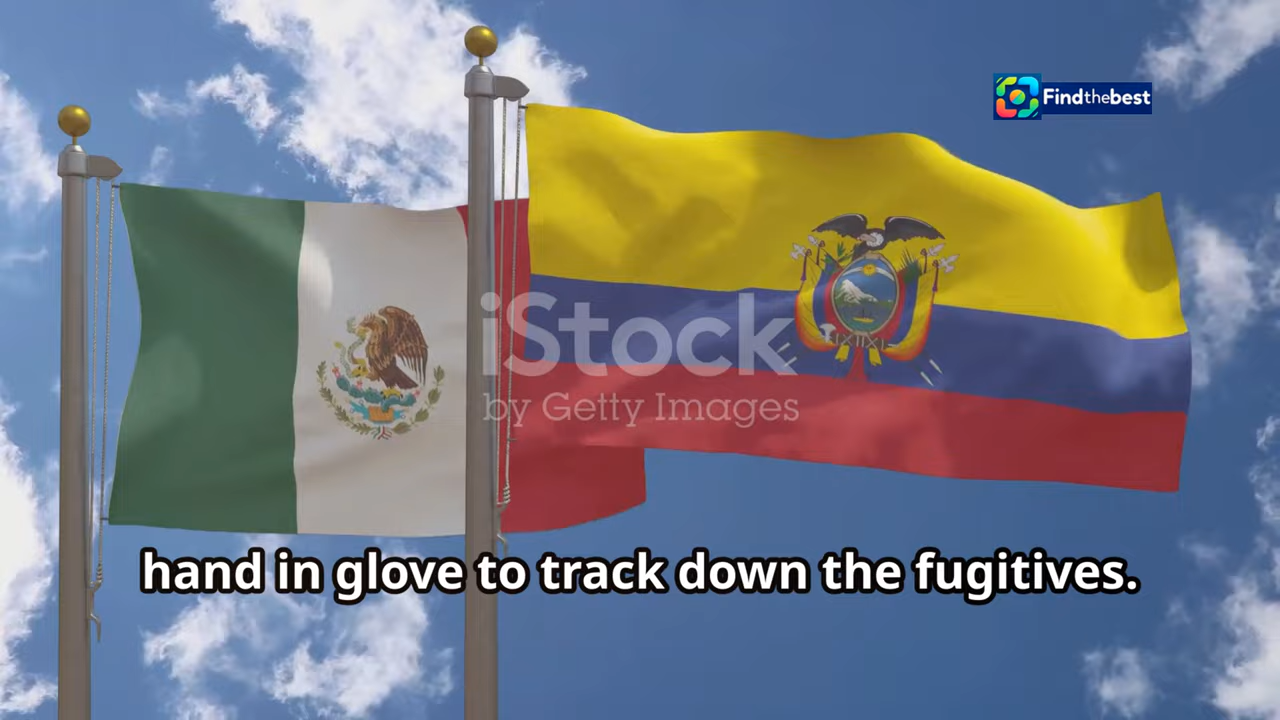 Findthebest
iStock
by Getty Images
hand in glove to track down the fugitives.